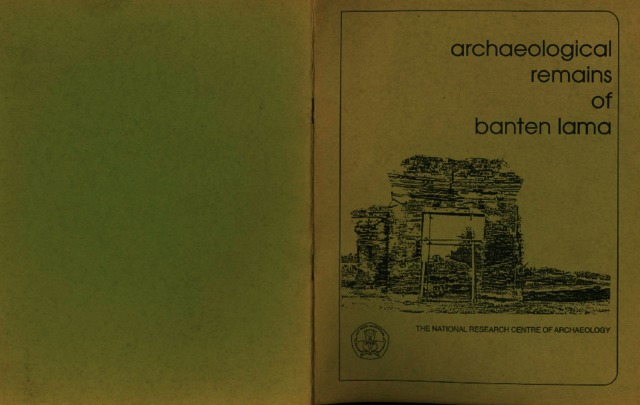 archaeological
remains
of
banten lama
THE NATIONAL RESEARCH CENTRE OF ARCHAEOLOGY